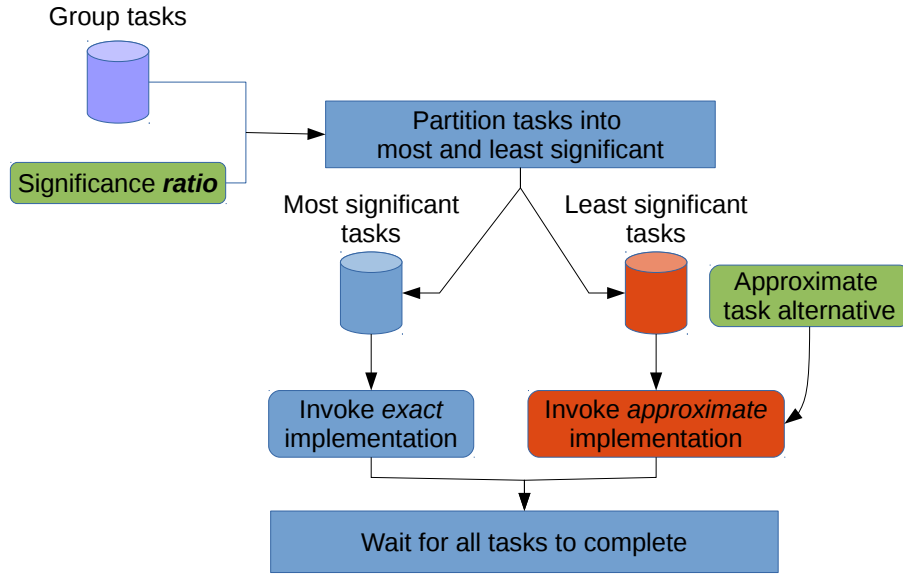 Group tasks
Partition tasks into
most and least significant
Significance ratio
Most significant
tasks
Least significant
tasks
Approximate
task alternative
Invoke exact
implementation
Invoke approximate
implementation
Wait for all tasks to complete